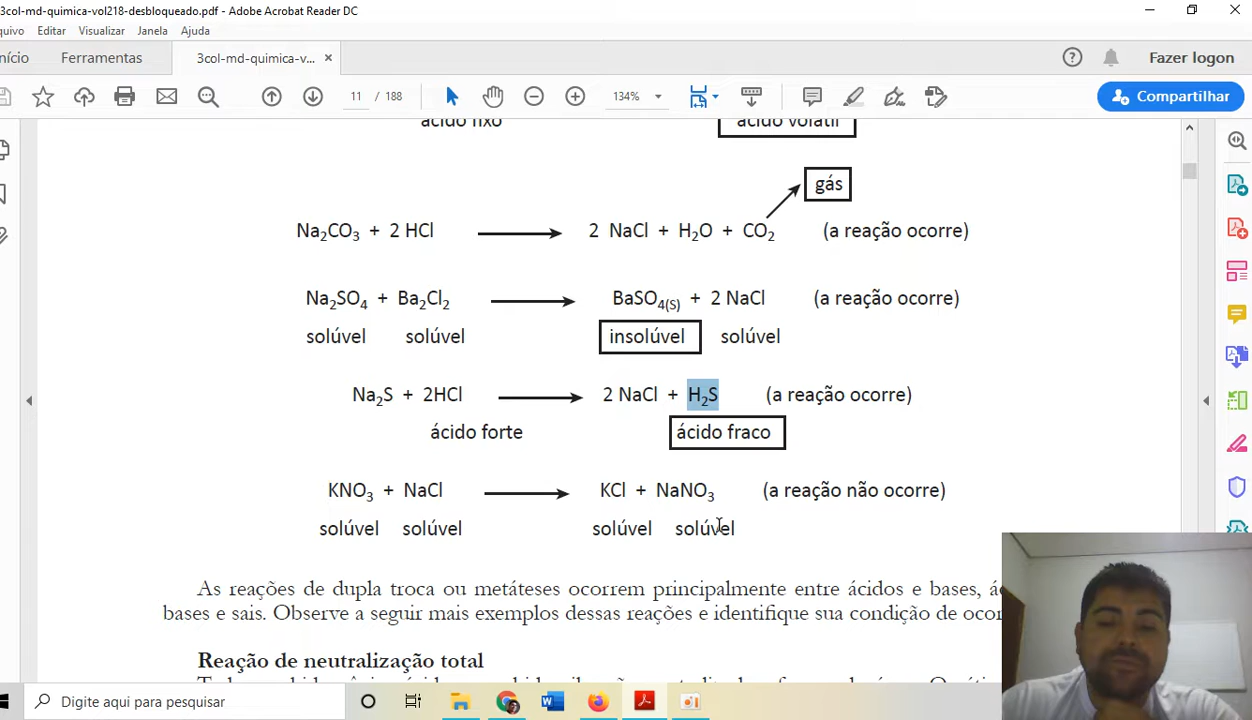 3col-md-quimica-vol218-desbloqueado.pdf - Adobe Acrobat Reader DC
quivo Editar Visualizar Janela Ajuda
nício Ferramentas 3col-md-quimica-v... × Fazer logon
11 / 188 134% Compartilhar
ácido fixo ácido volátil
gás
Na₂CO₃ + 2 HCl 2 NaCl + H₂O + CO₂ (a reação ocorre)
Na₂SO₄ + Ba₂Cl₂ BaSO₄₍S₎ + 2 NaCl (a reação ocorre)
solúvel solúvel insolúvel solúvel
Na₂S + 2HCl 2 NaCl + H₂S (a reação ocorre)
ácido forte ácido fraco
KNO₃ + NaCl KCl + NaNO₃ (a reação não ocorre)
solúvel solúvel solúvel solúvel
As reações de dupla troca ou metáteses ocorrem principalmente entre ácidos e bases, ác
bases e sais. Observe a seguir mais exemplos dessas reações e identifique sua condição de ocor
Reação de neutralização total
Digite aqui para pesquisar